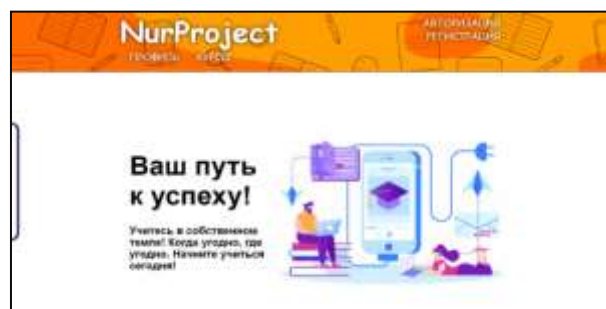 NurProject
АВТОРИЗАЦИЯ
РЕГИСТРАЦИЯ
ПРОФИЛЬ КУРСЫ
Ваш путь
к успеху!
Учитесь в собственном
темпе! Когда угодно, где
угодно. Начните учиться
сегодня!